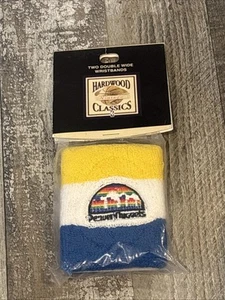 TWO DOUBLE WIDE
WRISTBANDS
HARDWOOD
CLASSICS
Denver Nuggets